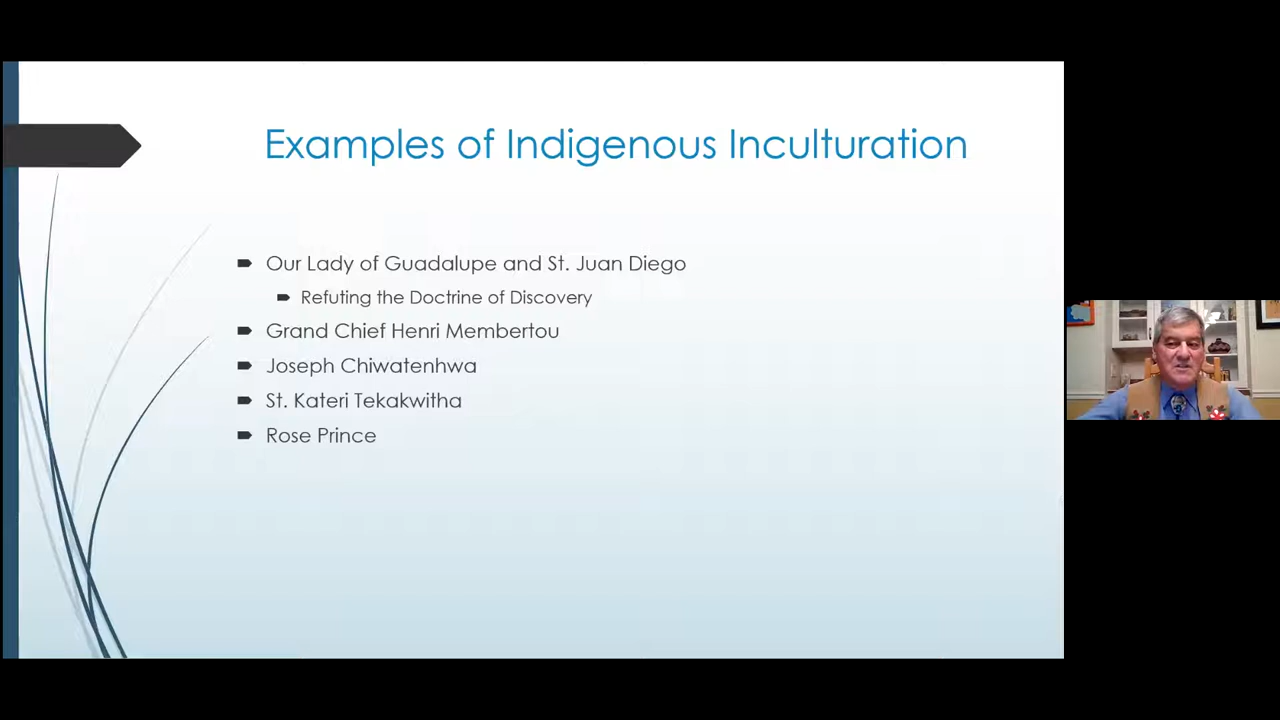 Examples of Indigenous Inculturation
Our Lady of Guadalupe and St. Juan Diego
Refuting the Doctrine of Discovery
Grand Chief Henri Membertou
Joseph Chiwatenhwa
St. Kateri Tekakwitha
Rose Prince